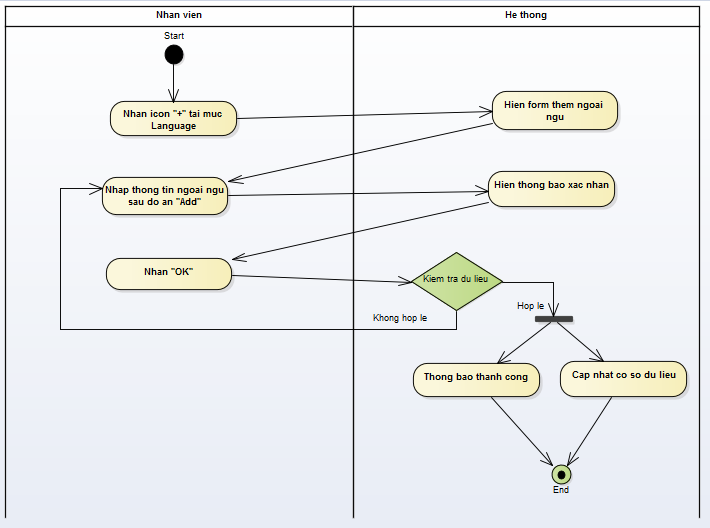 Nhan vien
He thong
Start
Nhan icon "+" tai muc
Language
Hien form them ngoai
ngu
Nhap thong tin ngoai ngu
sau do an "Add"
Hien thong bao xac nhan
Nhan "OK"
Kiem tra du lieu
Hop le
Khong hop le
Thong bao thanh cong
Cap nhat co so du lieu
End